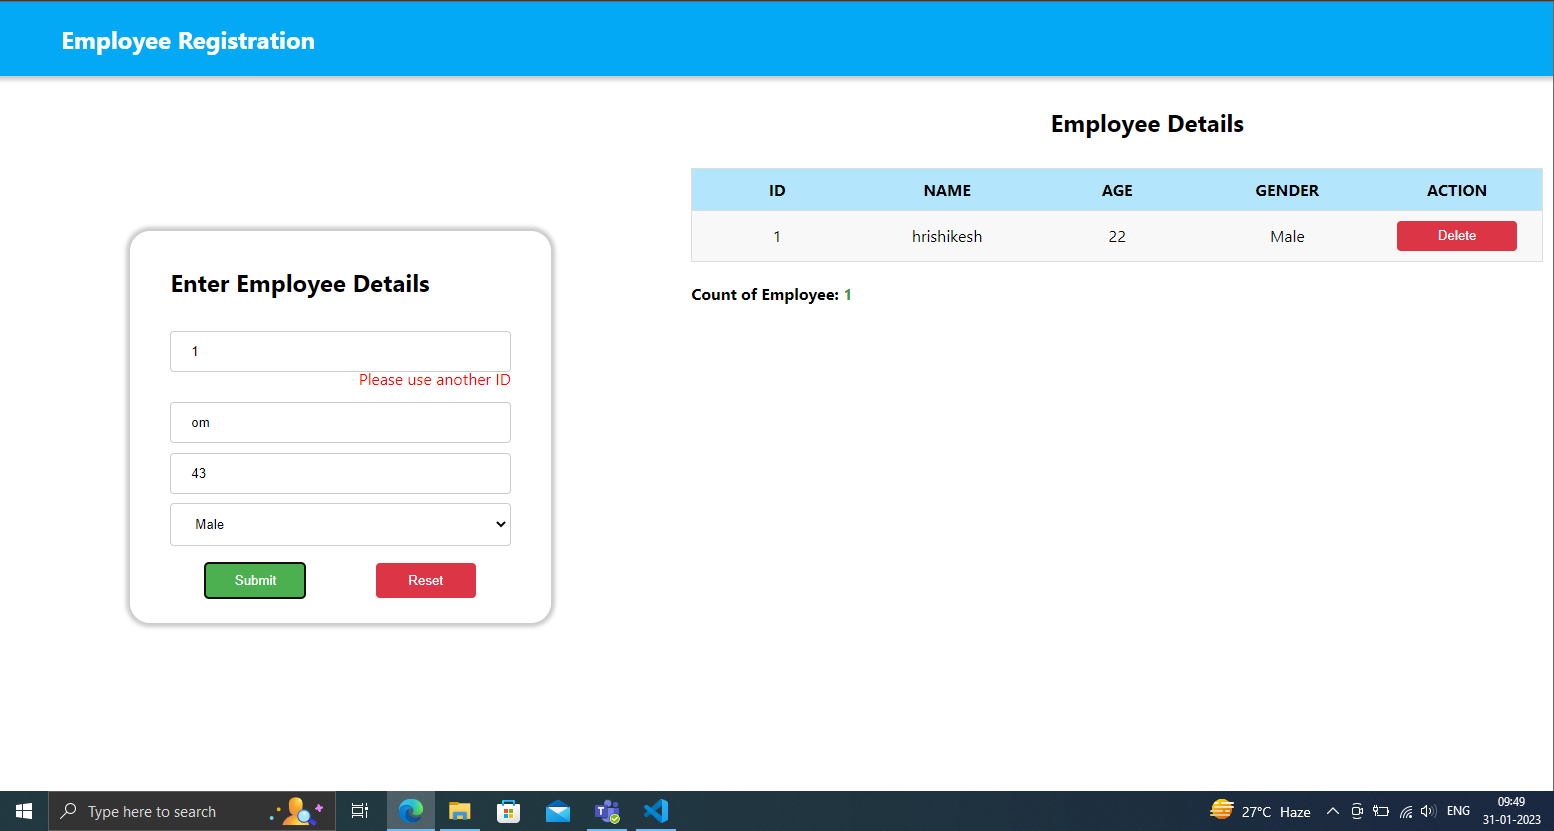 Employee Registration
Employee Details
ID NAME AGE GENDER ACTION
1 hrishikesh 22 Male Delete
Count of Employee: 1
Enter Employee Details
1
Please use another ID
om
43
Male
Submit Reset
Type here to search
27°C Haze
ENG
09:49
31-01-2023